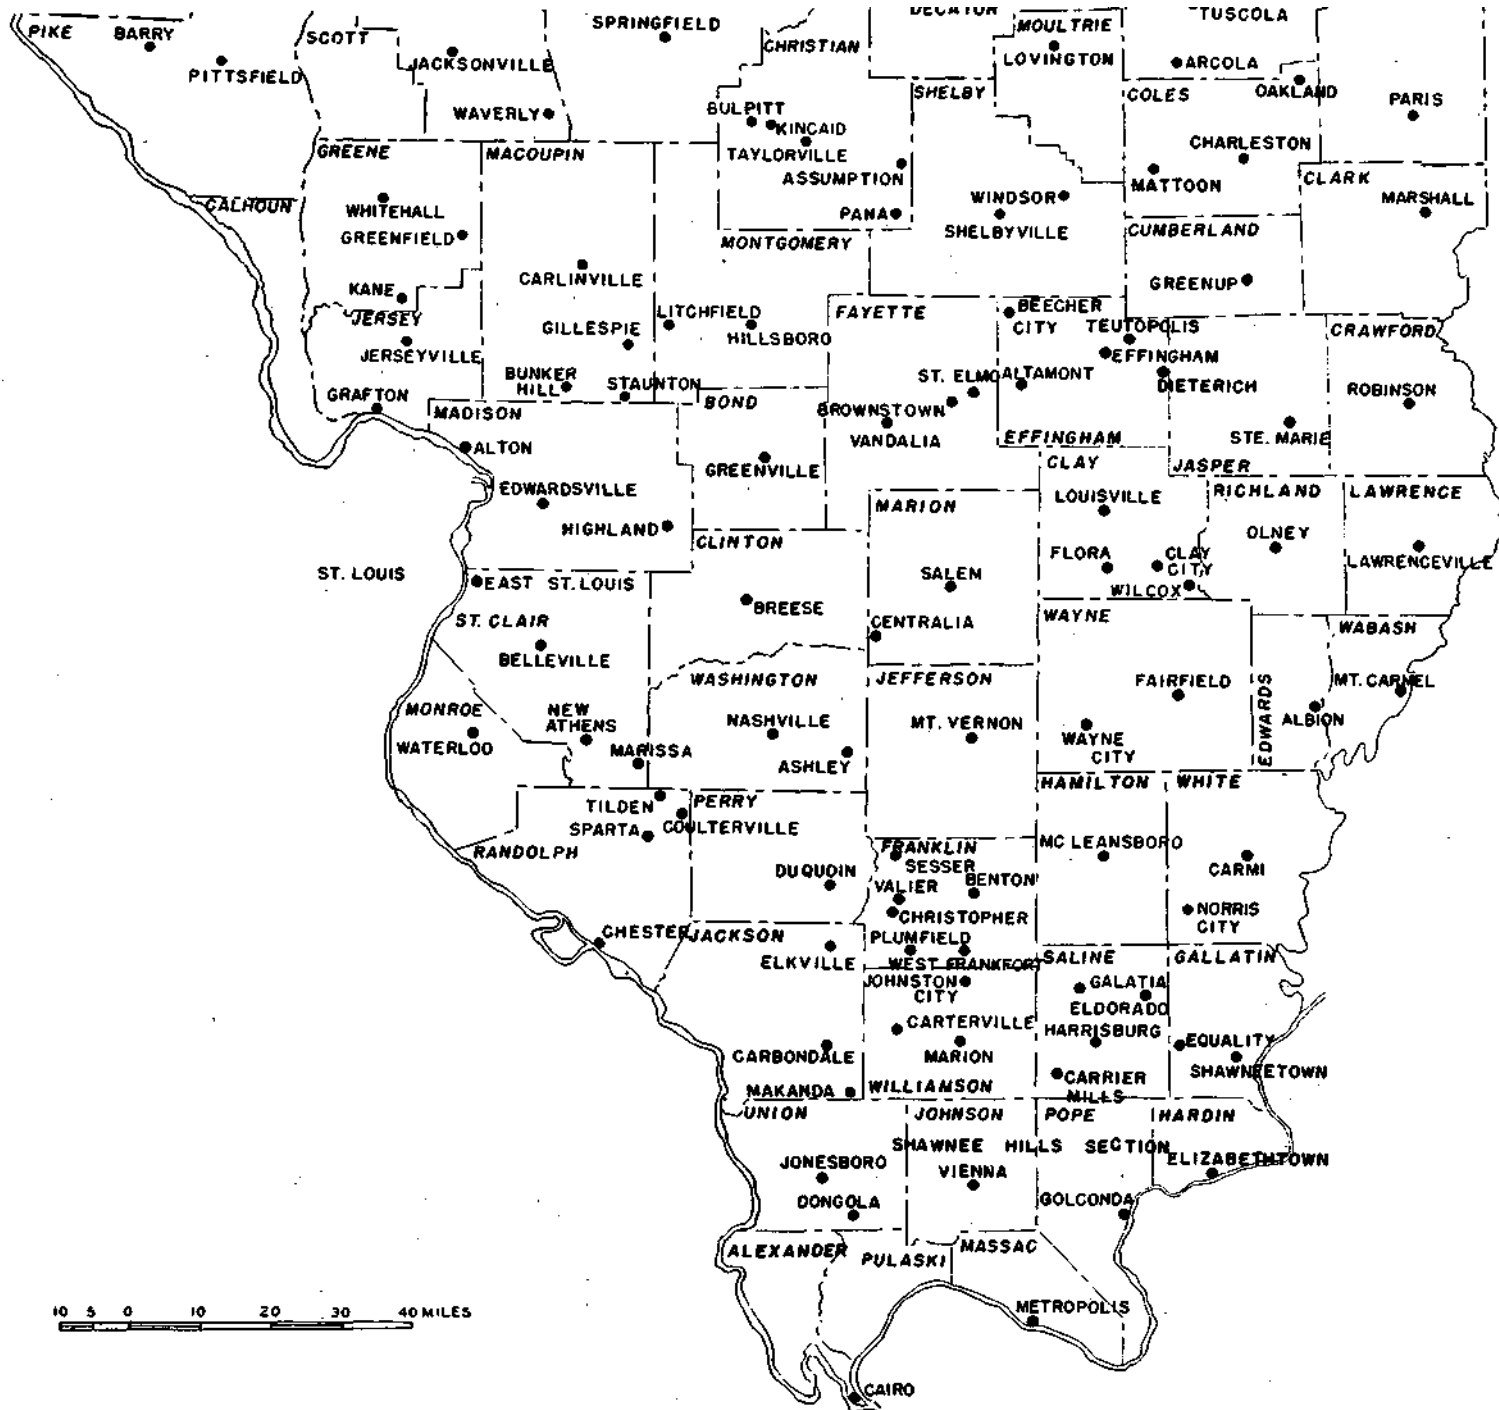 DECATUR
TUSCOLA
PIKE
BARRY
SCOTT
SPRINGFIELD
MOULTRIE
CHRISTIAN
LOVINGTON
ARCOLA
PITTSFIELD
JACKSONVILLE
SHELBY
COLES
OAKLAND
PARIS
WAVERLY
BULPITT
KINCAID
TAYLORVILLE
CHARLESTON
GREENE
MACOUPIN
ASSUMPTION
MATTOON
CLARK
CALHOUN
WHITEHALL
WINDSOR
MARSHALL
PANA
SHELBYVILLE
GREENFIELD
MONTGOMERY
CUMBERLAND
CARLINVILLE
GREENUP
KANE
JERSEY
LITCHFIELD
FAYETTE
BEECHER
CITY
TEUTOPOLIS
CRAWFORD
GILLESPIE
HILLSBORO
JERSEYVILLE
EFFINGHAM
BUNKER
HILL
STAUNTON
ST. ELMO
ALTAMONT
DIETERICH
ROBINSON
GRAFTON
MADISON
BOND
BROWNSTOWN
VANDALIA
EFFINGHAM
STE. MARIE
ALTON
GREENVILLE
CLAY
JASPER
EDWARDSVILLE
LOUISVILLE
RICHLAND
LAWRENCE
HIGHLAND
MARION
CLINTON
OLNEY
ST. LOUIS
EAST ST. LOUIS
SALEM
FLORA
CLAY
CITY
LAWRENCEVILLE
WILCOX
BREESE
WAYNE
ST. CLAIR
CENTRALIA
WABASH
BELLEVILLE
WASHINGTON
JEFFERSON
FAIRFIELD
EDWARDS
MT. CARMEL
MONROE
NEW
ATHENS
NASHVILLE
MT. VERNON
ALBION
WATERLOO
MARISSA
ASHLEY
WAYNE
CITY
HAMILTON
WHITE
TILDEN
PERRY
SPARTA
COULTERVILLE
RANDOLPH
FRANKLIN
SESSER
MC LEANSBORO
DUQUOIN
VALIER
BENTON
CARMI
CHRISTOPHER
NORRIS
CITY
CHESTER
JACKSON
PLUMFIELD
ELKVILLE
WEST FRANKFORT
SALINE
GALLATIN
JOHNSTON
CITY
GALATIA
ELDORADO
CARTERVILLE
HARRISBURG
CARBONDALE
MARION
EQUALITY
SHAWNEETOWN
MAKANDA
WILLIAMSON
CARRIER
MILLS
UNION
JOHNSON
POPE
HARDIN
SHAWNEE HILLS SECTION
JONESBORO
VIENNA
ELIZABETHTOWN
DONGOLA
GOLCONDA
ALEXANDER
PULASKI
MASSAC
METROPOLIS
10 5 0 10 20 30 40 MILES
CAIRO